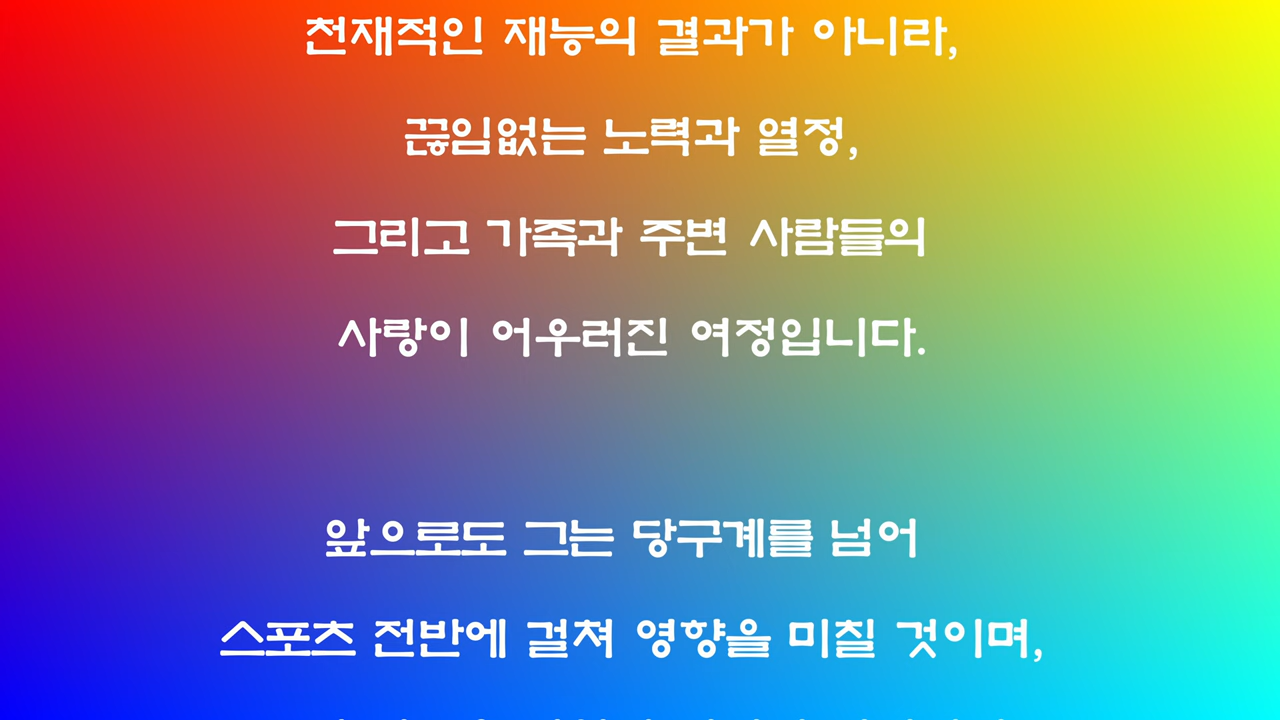 천재적인 재능의 결과가 아니라,
끊임없는 노력과 열정,
그리고 가족과 주변 사람들의
사랑이 어우러진 여정입니다.
앞으로도 그는 당구계를 넘어
스포츠 전반에 걸쳐 영향을 미칠 것이며,